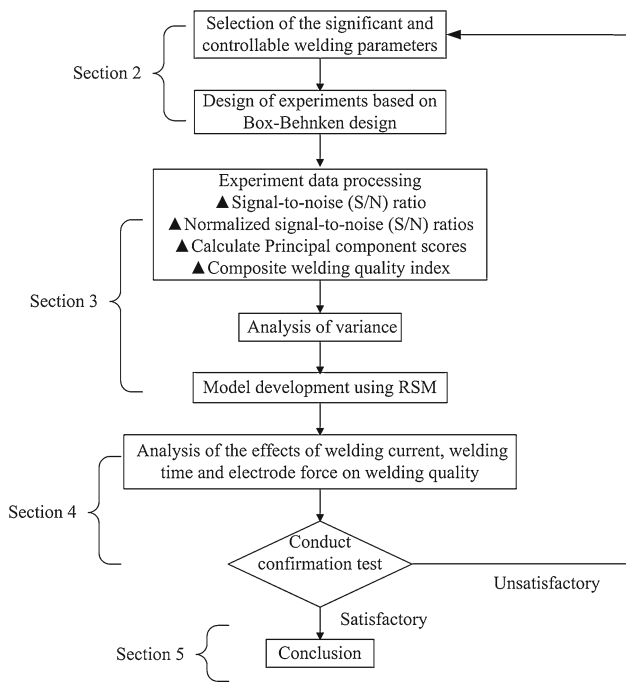 Selection of the significant and
controllable welding parameters
Section 2
Design of experiments based on
Box-Behnken design
Experiment data processing
▲Signal-to-noise (S/N) ratio
▲Normalized signal-to-noise (S/N) ratios
▲Calculate Principal component scores
▲Composite welding quality index
Section 3
Analysis of variance
Model development using RSM
Analysis of the effects of welding current, welding
time and electrode force on welding quality
Section 4
Conduct
confirmation test
Unsatisfactory
Satisfactory
Section 5
Conclusion